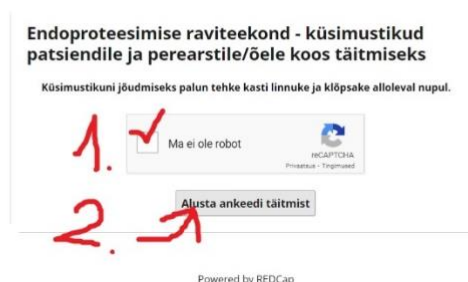 Endoproteesimise raviteekond - küsimustikud
patsiendile ja perearstile/õele koos täitmiseks
Küsimustikuni jõudmiseks palun tehke kasti linnuke ja klõpsake alloleval nupul.
1.
Ma ei ole robot
reCAPTCHA
Privaatsus - Tingimused
2.
Alusta ankeedi täitmist
Powered by REDCap